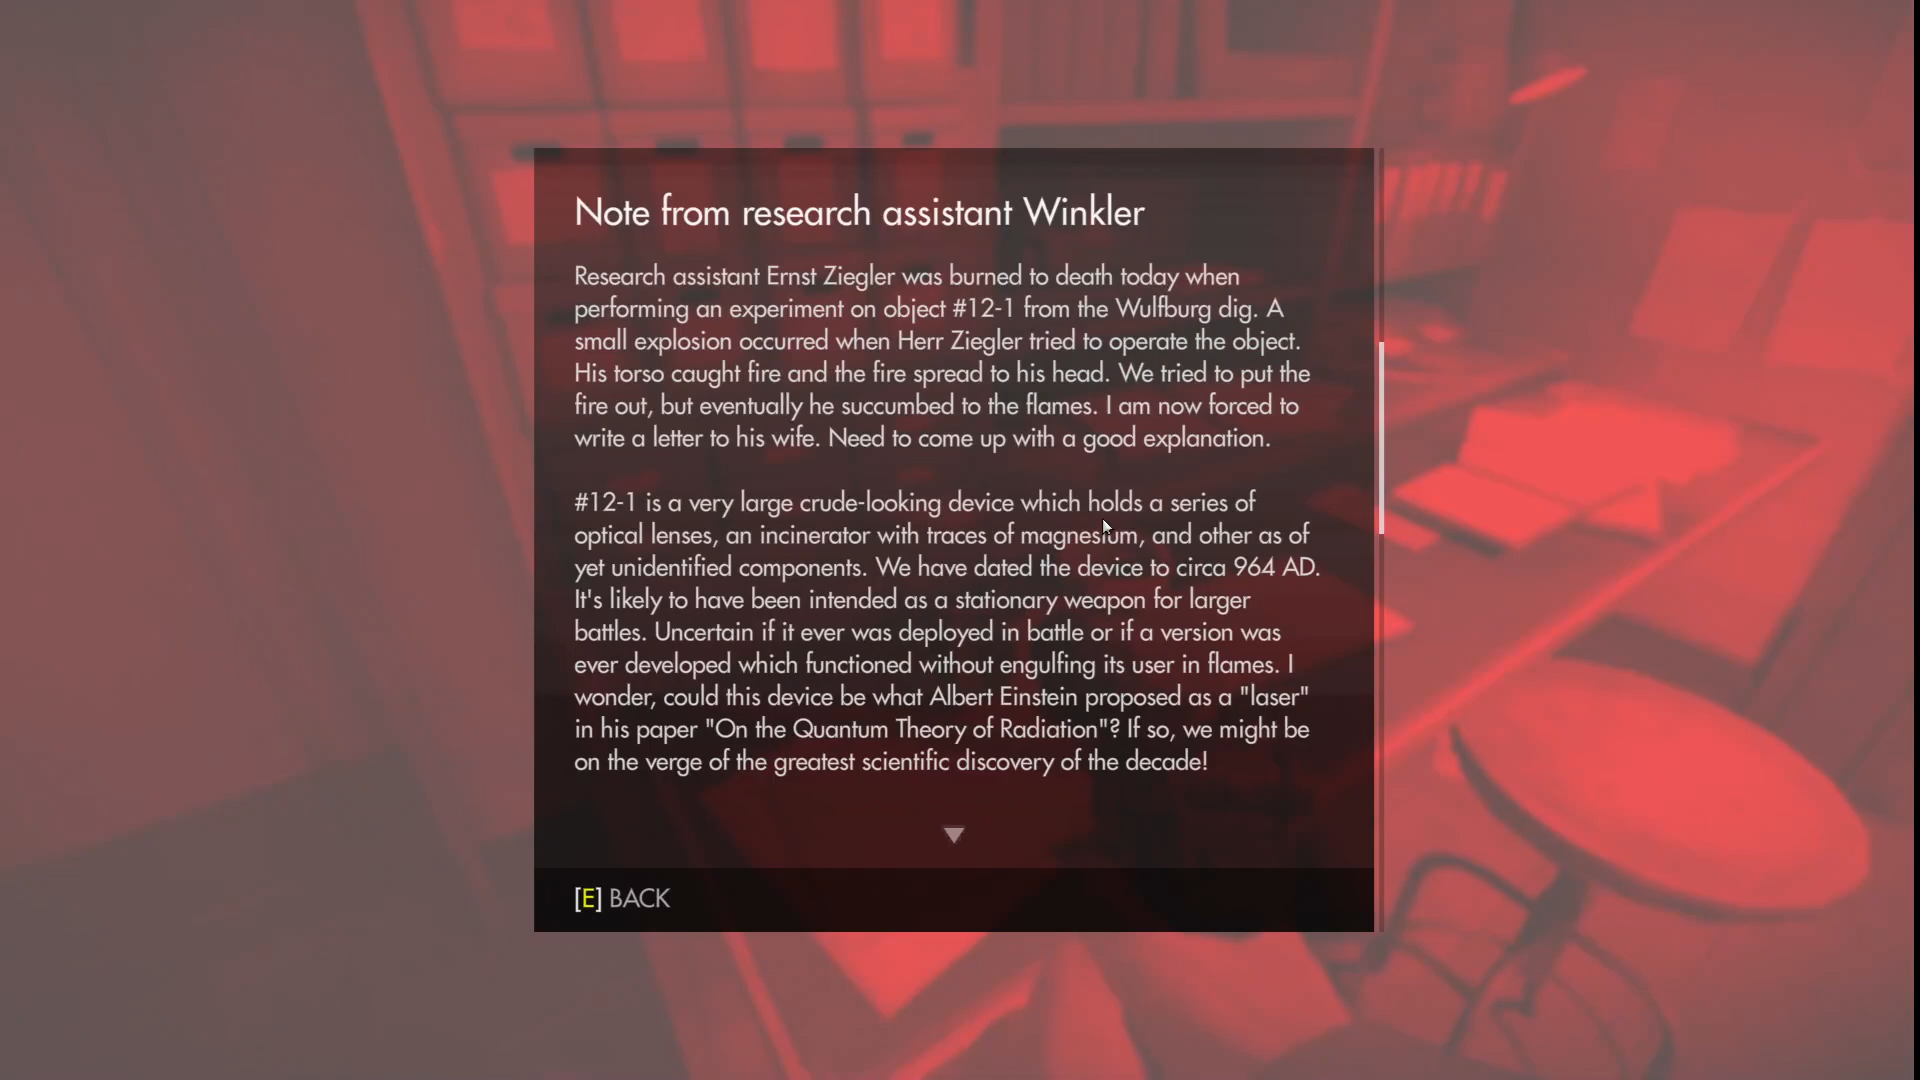 Note from research assistant Winkler
Research assistant Ernst Ziegler was burned to death today when
performing an experiment on object #12-1 from the Wulfburg dig. A
small explosion occurred when Herr Ziegler tried to operate the object.
His torso caught fire and the fire spread to his head. We tried to put the
fire out, but eventually he succumbed to the flames. I am now forced to
write a letter to his wife. Need to come up with a good explanation.
#12-1 is a very large crude-looking device which holds a series of
optical lenses, an incinerator with traces of magnesium, and other as of
yet unidentified components. We have dated the device to circa 964 AD.
It's likely to have been intended as a stationary weapon for larger
battles. Uncertain if it ever was deployed in battle or if a version was
ever developed which functioned without engulfing its user in flames. I
wonder, could this device be what Albert Einstein proposed as a "laser"
in his paper "On the Quantum Theory of Radiation"? If so, we might be
on the verge of the greatest scientific discovery of the decade!
[E] BACK